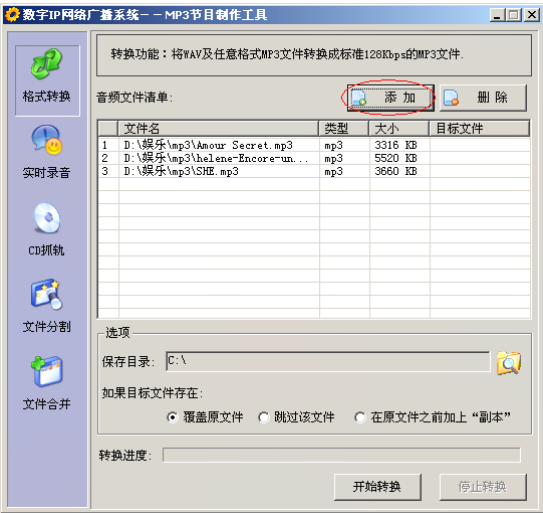 数字IP网络广播系统－－MP3节目制作工具
格式转换
实时录音
CD抓轨
文件分割
文件合并
转换功能：将WAV及任意格式MP3文件转换成标准128Kbps的MP3文件.
音频文件清单:
添 加
删 除
文件名 类型 大小 目标文件
1 D:\娱乐\mp3\Amour Secret.mp3 mp3 3316 KB
2 D:\娱乐\mp3\helene-Encore-un... mp3 5520 KB
3 D:\娱乐\mp3\SHE.mp3 mp3 3660 KB
选项
保存目录: C:\
如果目标文件存在:
覆盖原文件 跳过该文件 在原文件之前加上“副本”
转换进度:
开始转换 停止转换